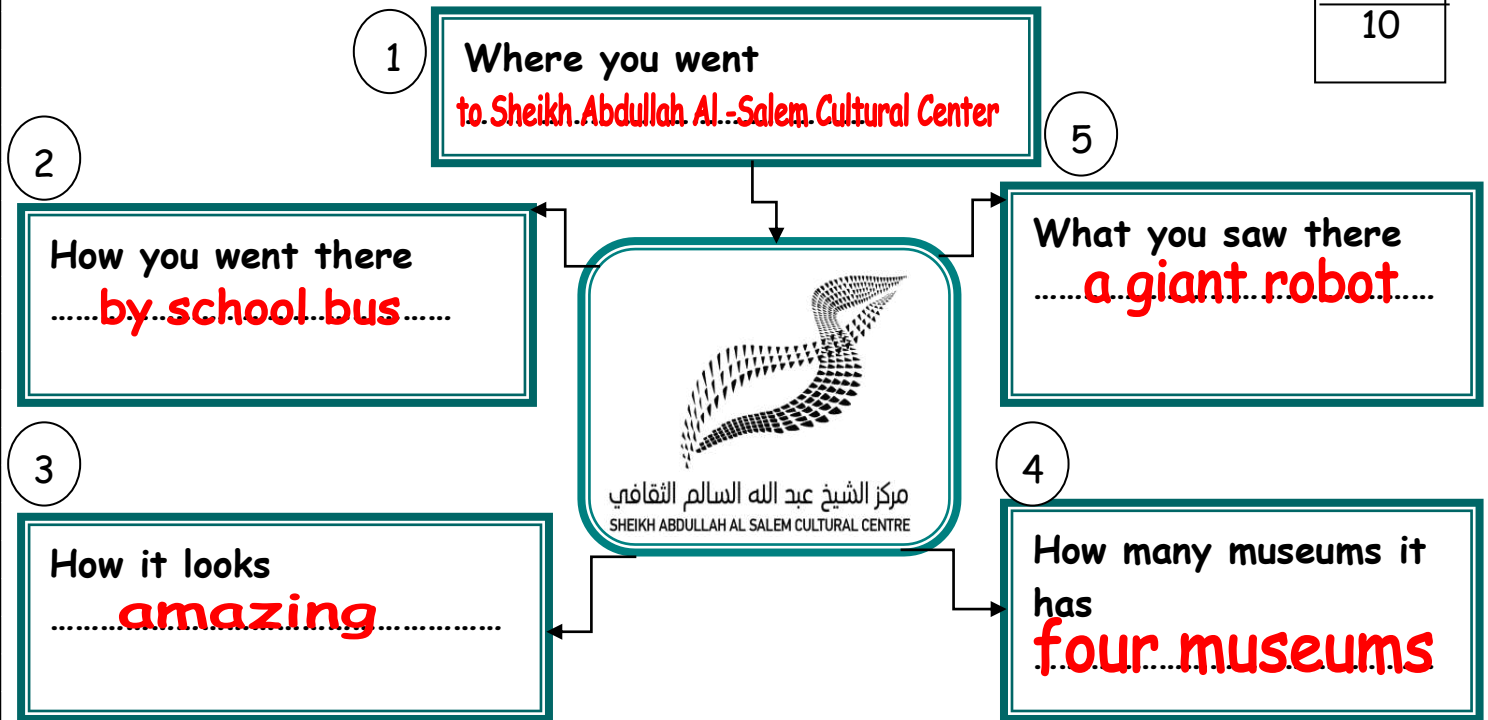 10
1
Where you went
to Sheikh Abdullah Al -Salem Cultural Center
2
How you went there
by school bus
3
How it looks
amazing
مركز الشيخ عبد الله السالم الثقافي
SHEIKH ABDULLAH AL SALEM CULTURAL CENTRE
4
How many museums it
has
four museums
5
What you saw there
a giant robot